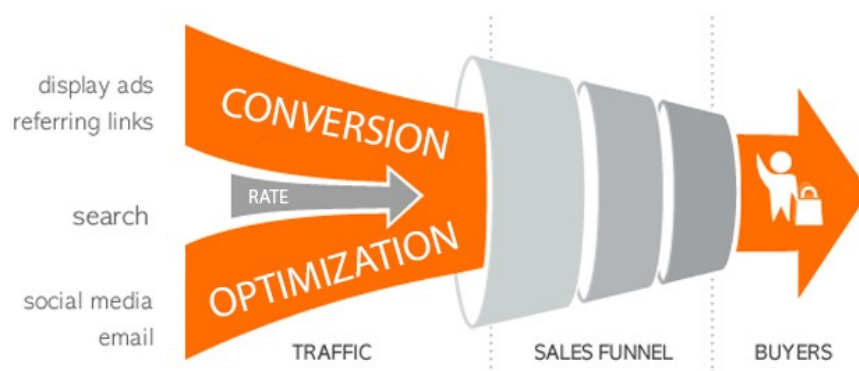 display ads
referring links
search
social media
email
CONVERSION
RATE
OPTIMIZATION
TRAFFIC
SALES FUNNEL
BUYERS